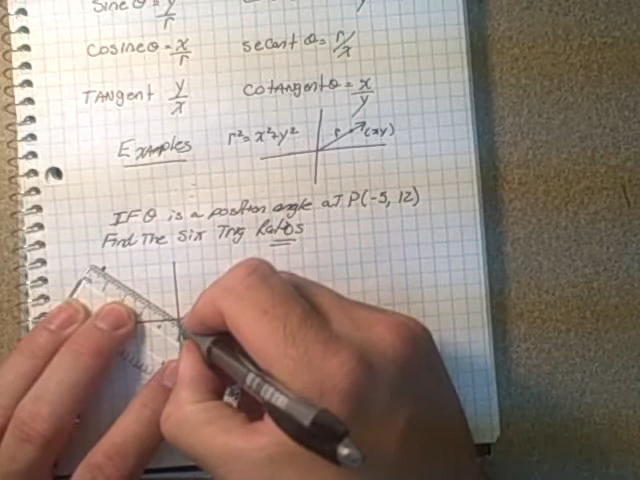 Sine θ = y/r
Cosine θ = x/r secant θ = r/x
TANgent y/x Cotangent θ = x/y
Examples r² = x²+y² r (xy)
IF θ is a position angle aT P(-5, 12)
Find The Six Trig Ratios